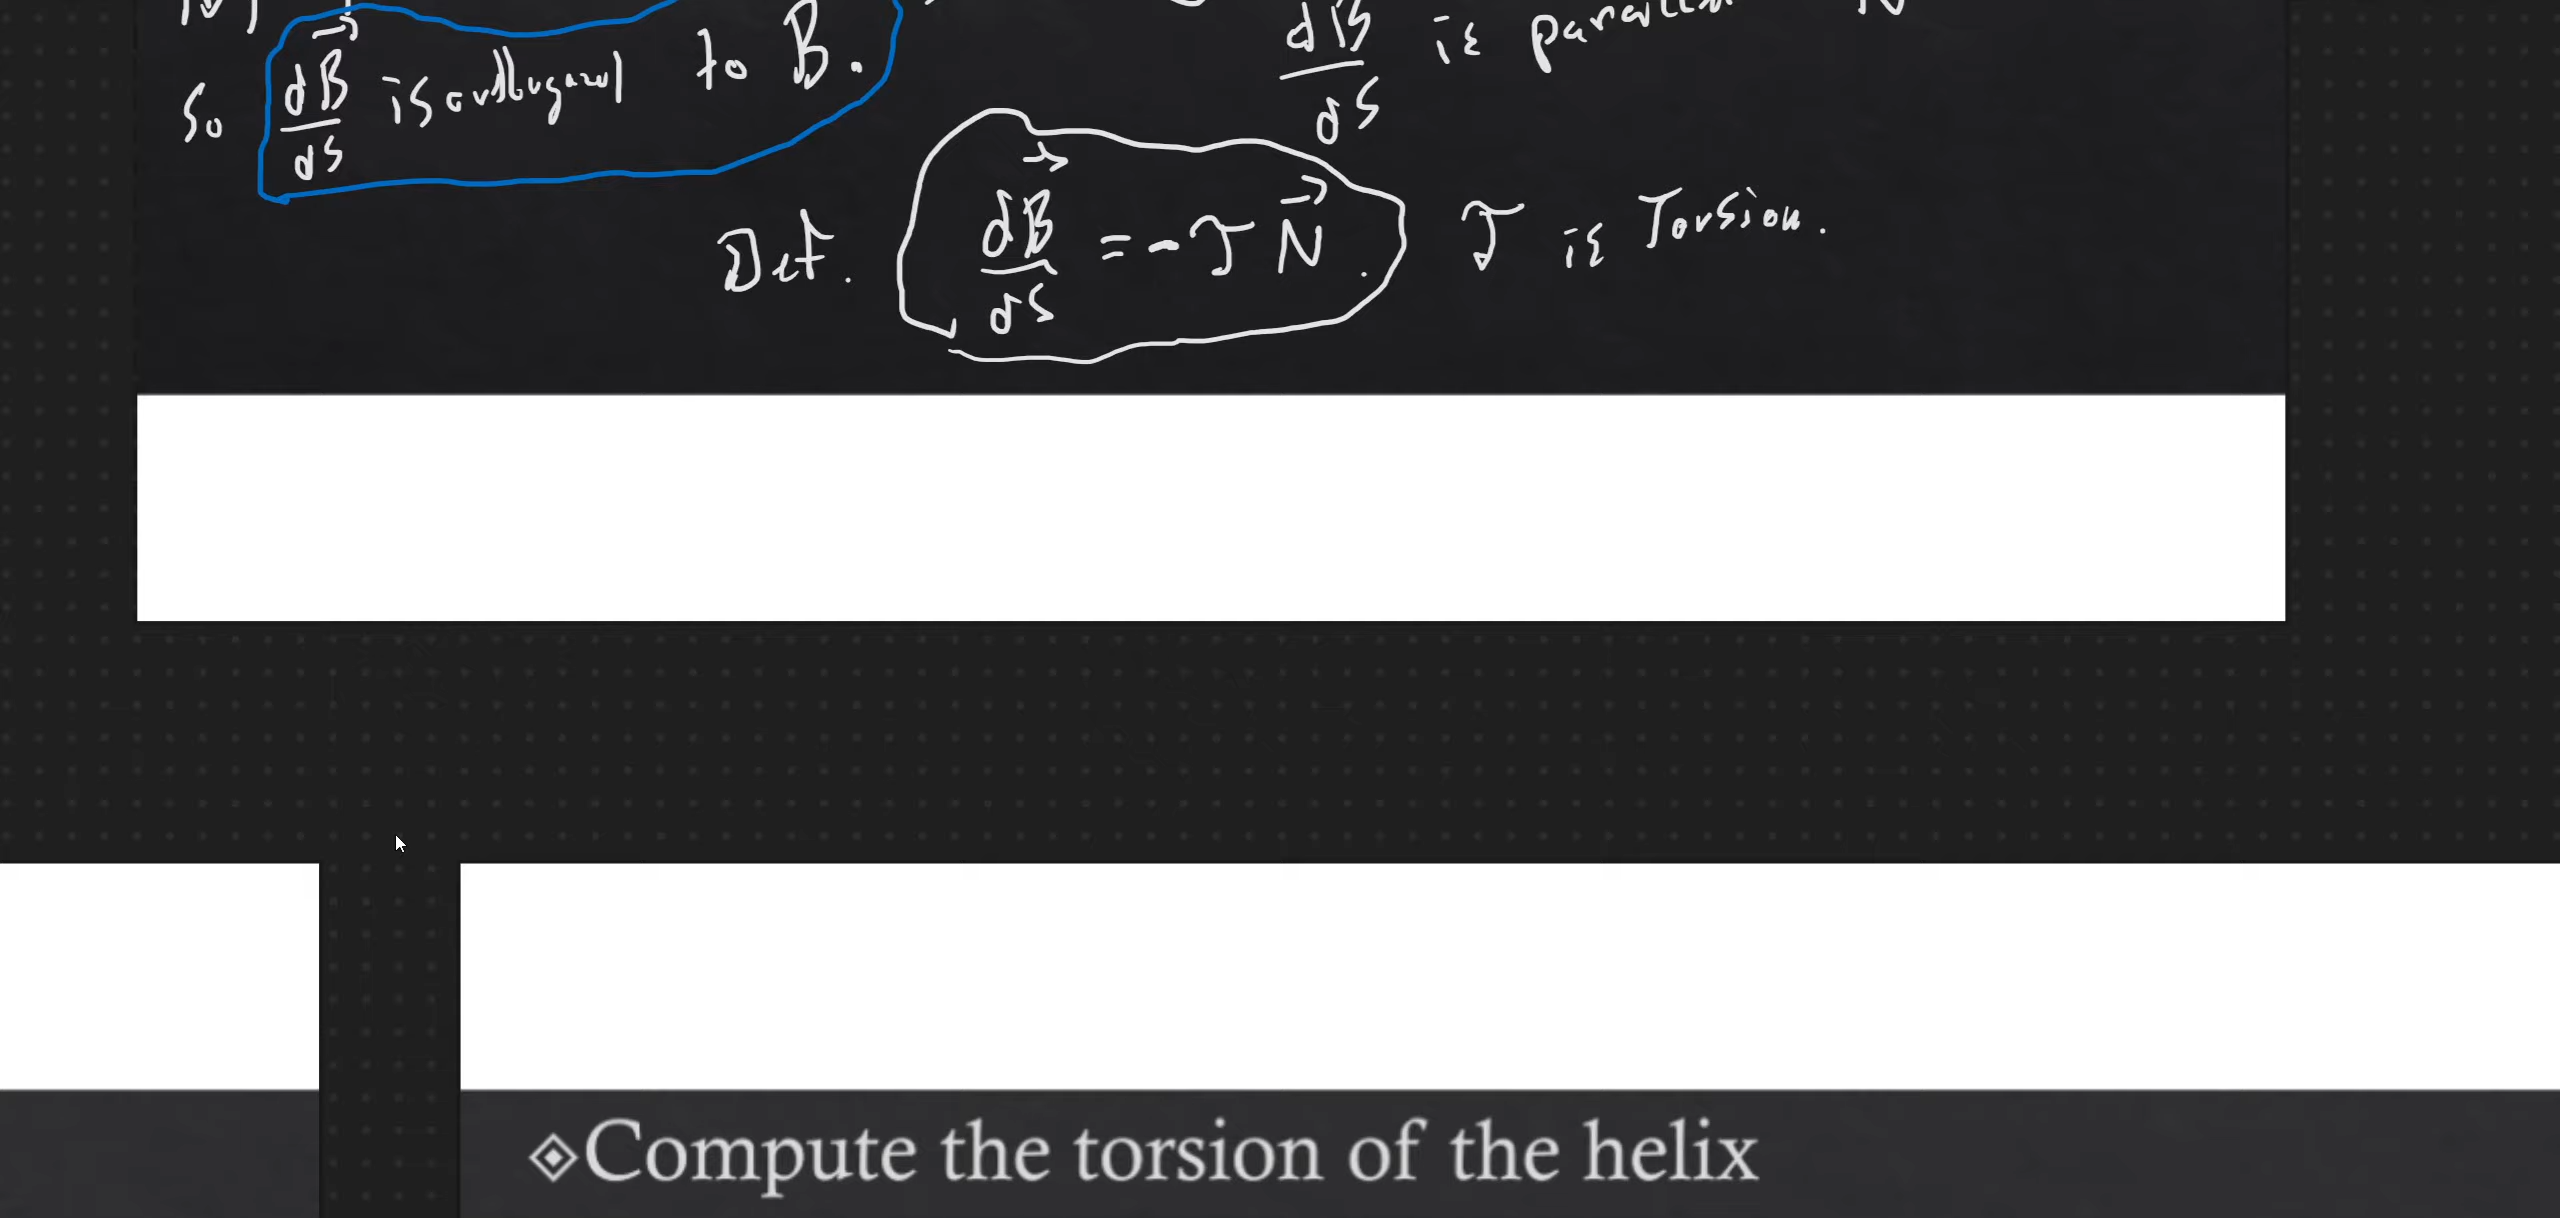 so dB/ds is orthogonal to B.
dB/ds is parallel N
Def. dB/ds = -τ N. τ is Torsion.
Compute the torsion of the helix